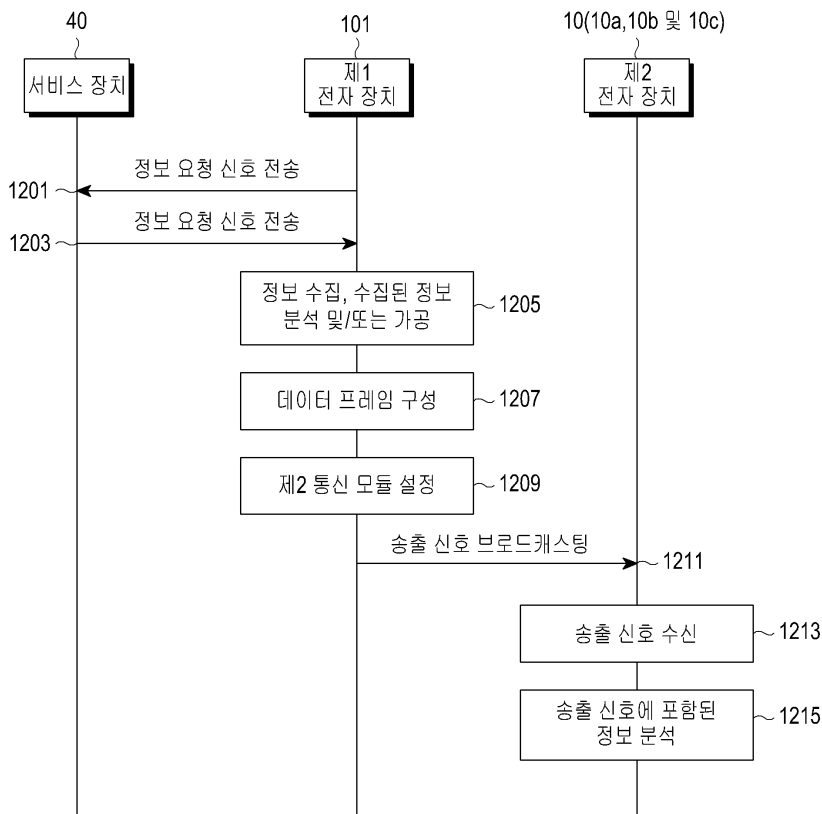 40
101
10(10a,10b 및 10c)
서비스 장치
제1
전자 장치
제2
전자 장치
정보 요청 신호 전송
1201
정보 요청 신호 전송
1203
정보 수집, 수집된 정보
분석 및/또는 가공
1205
데이터 프레임 구성
1207
제2 통신 모듈 설정
1209
송출 신호 브로드캐스팅
1211
송출 신호 수신
1213
송출 신호에 포함된
정보 분석
1215